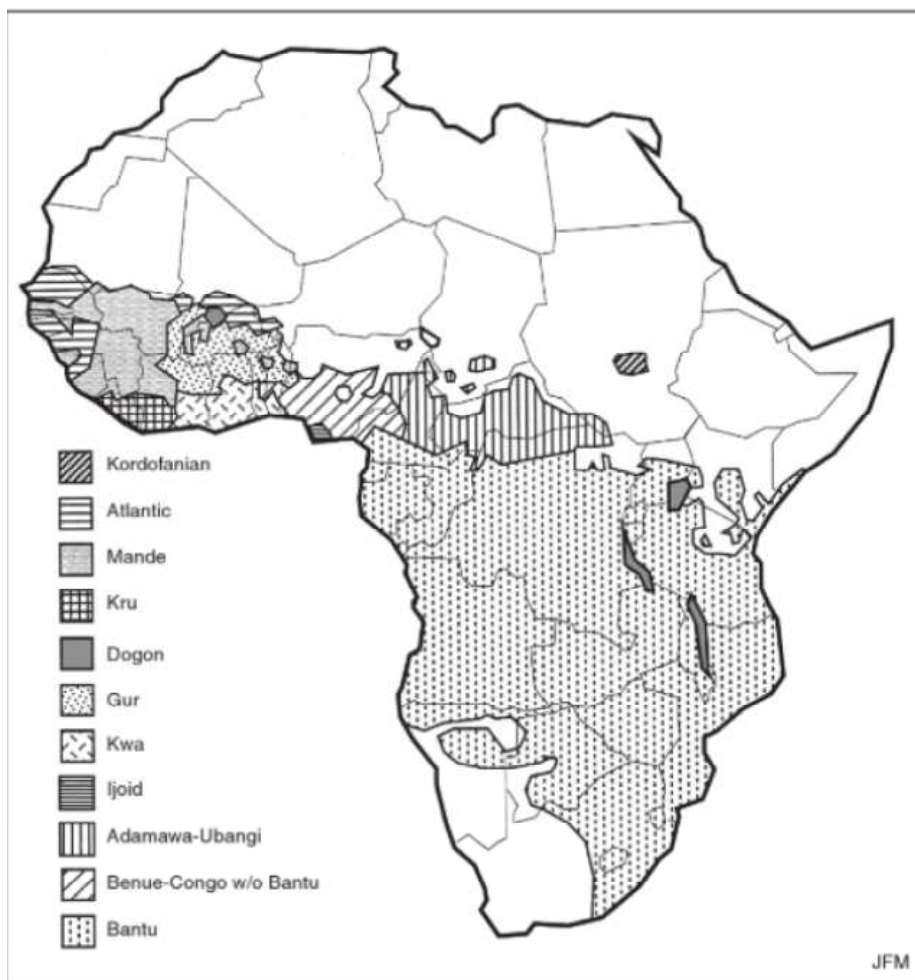 Kordofanian
Atlantic
Mande
Kru
Dogon
Gur
Kwa
Ijoid
Adamawa-Ubangi
Benue-Congo w/o Bantu
Bantu
JFM